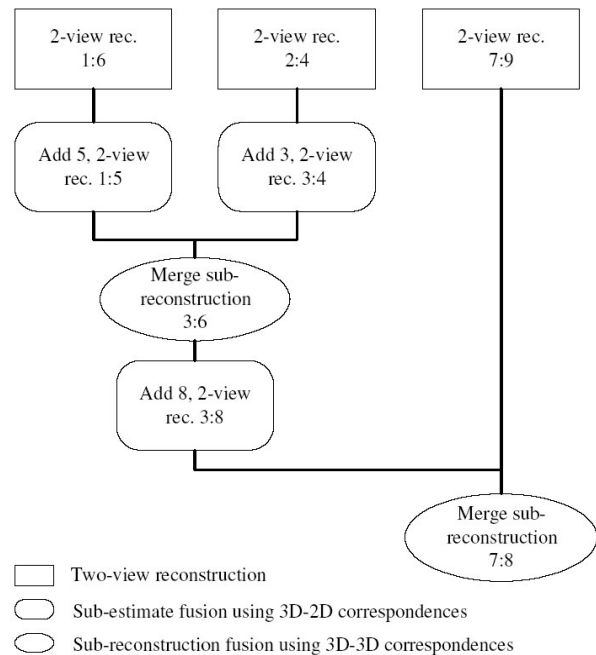 2-view rec.
1:6
2-view rec.
2:4
2-view rec.
7:9
Add 5, 2-view
rec. 1:5
Add 3, 2-view
rec. 3:4
Merge sub-
reconstruction
3:6
Add 8, 2-view
rec. 3:8
Merge sub-
reconstruction
7:8
Two-view reconstruction
Sub-estimate fusion using 3D-2D correspondences
Sub-reconstruction fusion using 3D-3D correspondences